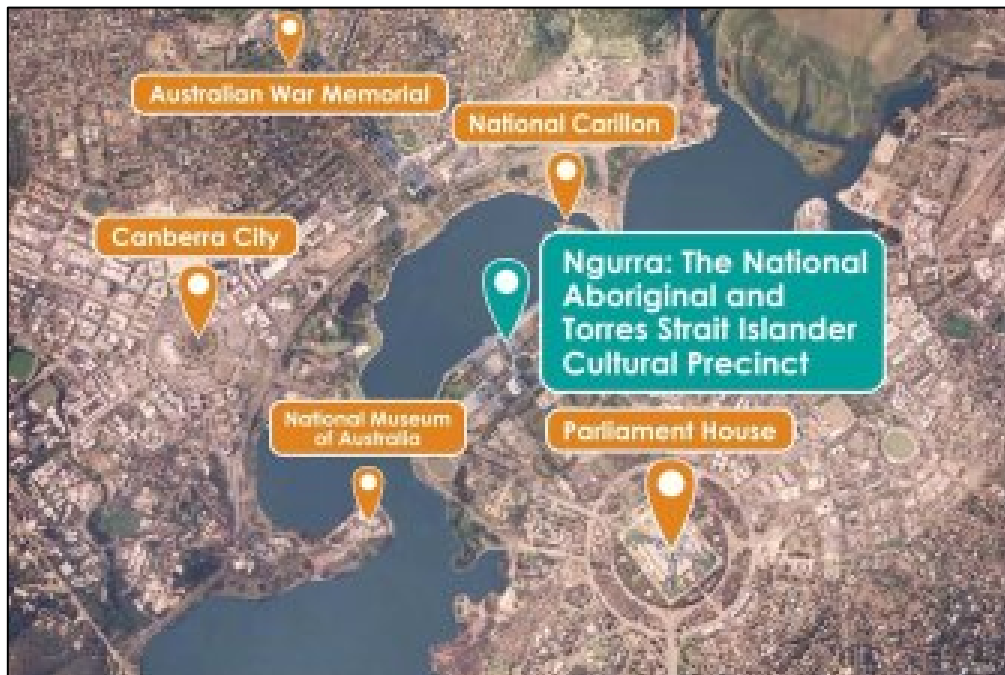 Australian War Memorial
National Carillon
Canberra City
Ngurra: The National
Aboriginal and
Torres Strait Islander
Cultural Precinct
National Museum
of Australia
Parliament House